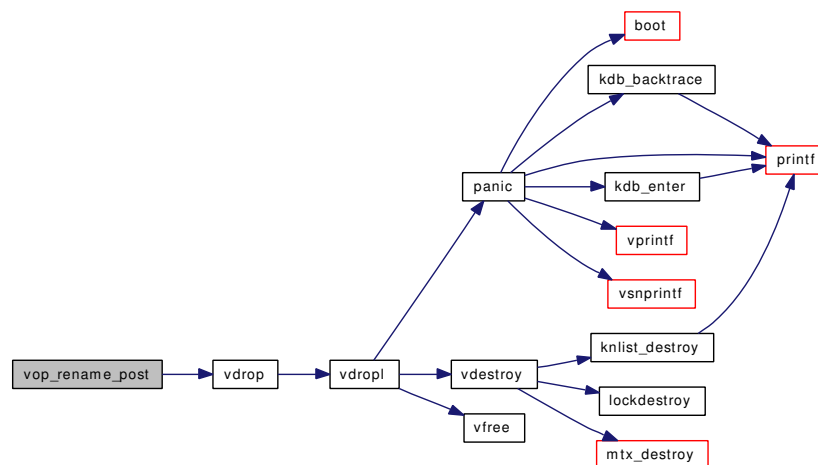 boot
kdb_backtrace
printf
panic
kdb_enter
vprintf
vsnprintf
knlist_destroy
vop_rename_post
vdrop
vdropl
vdestroy
lockdestroy
vfree
mtx_destroy